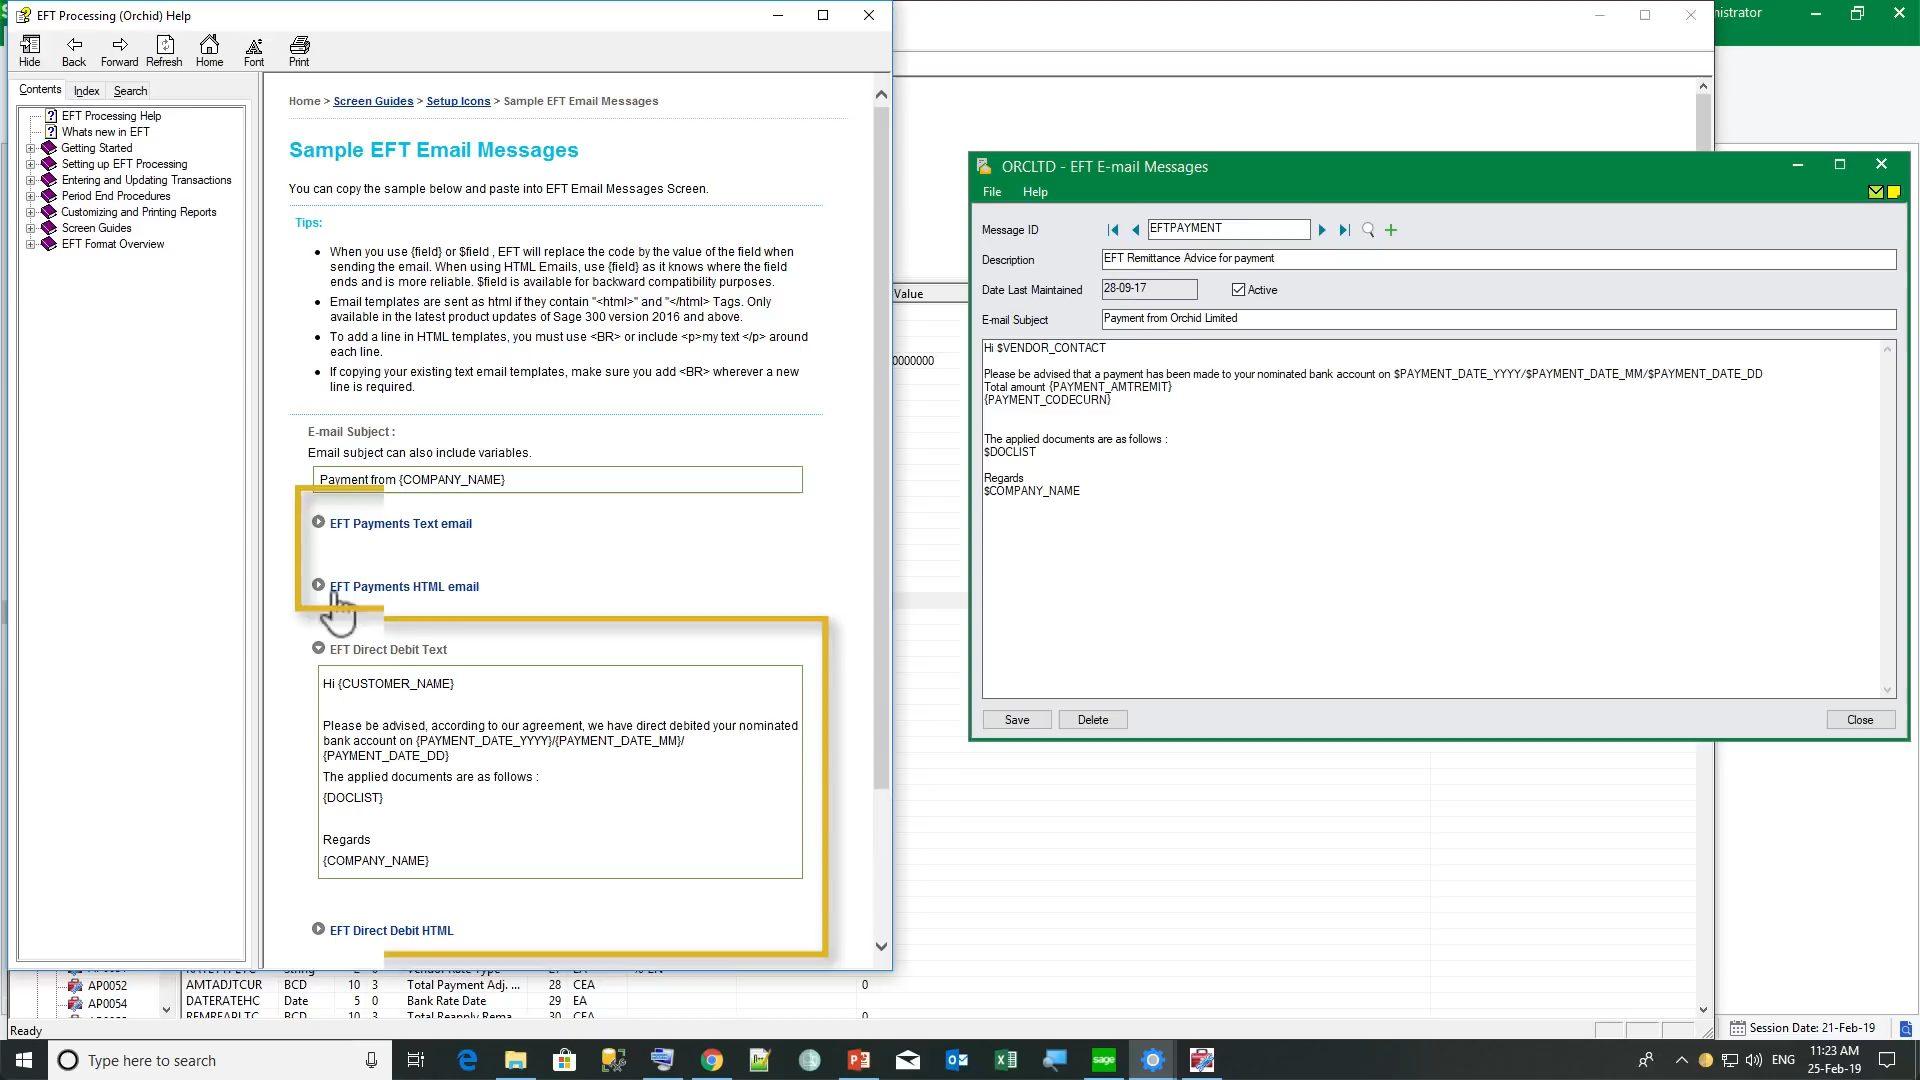 EFT Processing (Orchid) Help
Hide
Back
Forward
Refresh
Home
Font
Print
Contents
Index
Search
EFT Processing Help
Whats new in EFT
Getting Started
Setting up EFT Processing
Entering and Updating Transactions
Period End Procedures
Customizing and Printing Reports
Screen Guides
EFT Format Overview
Home > Screen Guides > Setup Icons > Sample EFT Email Messages
Sample EFT Email Messages
You can copy the sample below and paste into EFT Email Messages Screen.
Tips:
When you use {field} or $field , EFT will replace the code by the value of the field when
sending the email. When using HTML Emails, use {field} as it knows where the field
ends and is more reliable. $field is available for backward compatibility purposes.
Email templates are sent as html if they contain "<html>" and "</html> Tags. Only
available in the latest product updates of Sage 300 version 2016 and above.
To add a line in HTML templates, you must use <BR> or include <p>my text </p> around
each line.
If copying your existing text email templates, make sure you add <BR> wherever a new
line is required.
E-mail Subject :
Email subject can also include variables.
Payment from {COMPANY_NAME}
EFT Payments Text email
EFT Payments HTML email
EFT Direct Debit Text
Hi {CUSTOMER_NAME}
Please be advised, according to our agreement, we have direct debited your nominated
bank account on {PAYMENT_DATE_YYYY}/{PAYMENT_DATE_MM}/
{PAYMENT_DATE_DD}
The applied documents are as follows :
{DOCLIST}
Regards
{COMPANY_NAME}
EFT Direct Debit HTML
nistrator
Value
0000000
ORCLTD - EFT E-mail Messages
File
Help
Message ID
EFTPAYMENT
Description
EFT Remittance Advice for payment
Date Last Maintained
28-09-17
Active
E-mail Subject
Payment from Orchid Limited
Hi $VENDOR_CONTACT
Please be advised that a payment has been made to your nominated bank account on $PAYMENT_DATE_YYYY/$PAYMENT_DATE_MM/$PAYMENT_DATE_DD
Total amount {PAYMENT_AMTREMIT}
{PAYMENT_CODECURN}
The applied documents are as follows :
$DOCLIST
Regards
$COMPANY_NAME
Save
Delete
Close
AP0052
AMTADJTCUR BCD 10 3 Total Payment Adj. ... 28 CEA 0
AP0054
DATERATEHC Date 5 0 Bank Rate Date 29 EA
REMREAPLTC BCD 10 3 Total Reapply Rema... 30 CEA 0
Ready
Session Date: 21-Feb-19
Type here to search
sage
ENG
11:23 AM
25-Feb-19